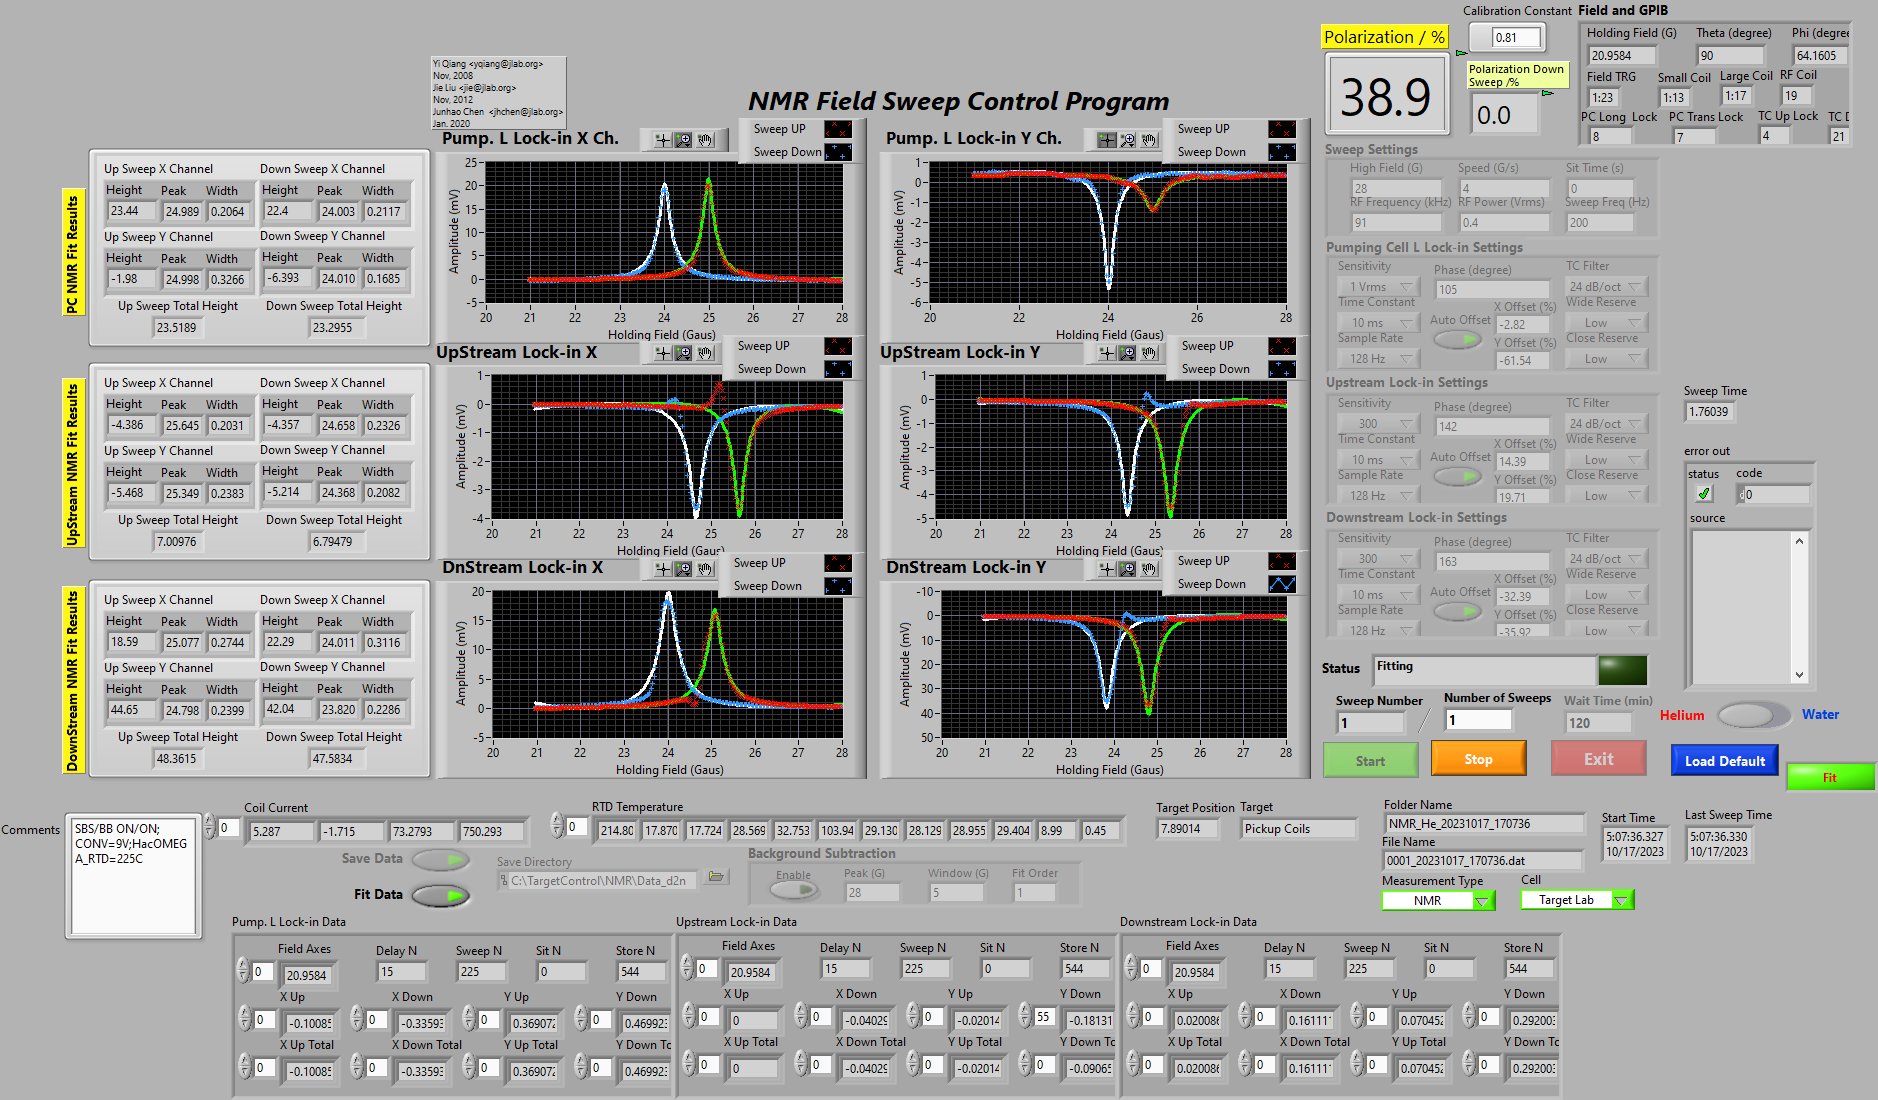 Yi Qiang <yqiang@jlab.org>
Nov, 2008
Jie Liu <jie@jlab.org>
Nov, 2012
Junhao Chen <jhchen@jlab.org>
Jan. 2020
NMR Field Sweep Control Program
Polarization / %
38.9
Calibration Constant
0.81
Polarization Down Sweep /%
0.0
Field and GPIB
Holding Field (G) Theta (degree) Phi (degree
20.9584 90 64.1605
Field TRG Small Coil Large Coil RF Coil
1:23 1:13 1:17 19
PC Long Lock PC Trans Lock TC Up Lock TC D
8 7 4 21
PC NMR Fit Results
Up Sweep X Channel Down Sweep X Channel
Height Peak Width Height Peak Width
23.44 24.989 0.2064 22.4 24.003 0.2117
Up Sweep Y Channel Down Sweep Y Channel
Height Peak Width Height Peak Width
-1.98 24.998 0.3266 -6.393 24.010 0.1685
Up Sweep Total Height Down Sweep Total Height
23.5189 23.2955
Pump. L Lock-in X Ch.
Sweep UP
Sweep Down
Amplitude (mV)
25
20
15
10
5
0
-5
20 21 22 23 24 25 26 27 28
Holding Field (Gaus)
Pump. L Lock-in Y Ch.
Sweep UP
Sweep Down
Amplitude (mV)
1
0
-1
-2
-3
-4
-5
-6
20 22 24 26 28
Holding Field (Gaus)
UpStream NMR Fit Results
Up Sweep X Channel Down Sweep X Channel
Height Peak Width Height Peak Width
-4.386 25.645 0.2031 -4.357 24.658 0.2326
Up Sweep Y Channel Down Sweep Y Channel
Height Peak Width Height Peak Width
-5.468 25.349 0.2383 -5.214 24.368 0.2082
Up Sweep Total Height Down Sweep Total Height
7.00976 6.79479
UpStream Lock-in X
Sweep UP
Sweep Down
Amplitude (mV)
1
0
-1
-2
-3
-4
20 21 22 23 24 25 26 27 28
Holding Field (Gaus)
UpStream Lock-in Y
Sweep UP
Sweep Down
Amplitude (mV)
1
0
-1
-2
-3
-4
-5
20 21 22 23 24 25 26 27 28
Holding Field (Gaus)
DownStream NMR Fit Results
Up Sweep X Channel Down Sweep X Channel
Height Peak Width Height Peak Width
18.59 25.077 0.2744 22.29 24.011 0.3116
Up Sweep Y Channel Down Sweep Y Channel
Height Peak Width Height Peak Width
44.65 24.798 0.2399 42.04 23.820 0.2286
Up Sweep Total Height Down Sweep Total Height
48.3615 47.5834
DnStream Lock-in X
Sweep UP
Sweep Down
Amplitude (mV)
20
15
10
5
0
-5
20 21 22 23 24 25 26 27 28
Holding Field (Gaus)
DnStream Lock-in Y
Sweep UP
Sweep Down
Amplitude (mV)
-10
0
10
20
30
40
50
20 21 22 23 24 25 26 27 28
Holding Field (Gaus)
Sweep Settings
High Field (G) Speed (G/s) Sit Time (s)
28 4 0
RF Frequency (kHz) RF Power (Vrms) Sweep Freq (Hz)
91 0.4 200
Pumping Cell L Lock-in Settings
Sensitivity Phase (degree) TC Filter
1 Vrms 105 24 dB/oct
Time Constant X Offset (%) Wide Reserve
10 ms Auto Offset -2.82 Low
Sample Rate Y Offset (%) Close Reserve
128 Hz -61.54 Low
Upstream Lock-in Settings
Sensitivity Phase (degree) TC Filter
300 142 24 dB/oct
Time Constant X Offset (%) Wide Reserve
10 ms Auto Offset 14.39 Low
Sample Rate Y Offset (%) Close Reserve
128 Hz 19.71 Low
Downstream Lock-in Settings
Sensitivity Phase (degree) TC Filter
300 163 24 dB/oct
Time Constant X Offset (%) Wide Reserve
10 ms Auto Offset -32.39 Low
Sample Rate Y Offset (%) Close Reserve
128 Hz -35.92 Low
Sweep Time
1.76039
error out
status code
0
source
Status Fitting
Sweep Number Number of Sweeps Wait Time (min)
1 / 1 120
Helium Water
Start Stop Exit Load Default Fit
Comments
SBS/BB ON/ON;
CONV=9V;HacOMEG
A_RTD=225C
Coil Current
0 5.287 -1.715 73.2793 750.293
RTD Temperature
0 214.80 17.870 17.724 28.569 32.753 103.94 29.130 28.129 28.955 29.404 8.99 0.45
Target Position Target
7.89014 Pickup Coils
Folder Name
NMR_He_20231017_170736
File Name
0001_20231017_170736.dat
Start Time
5:07:36.327
10/17/2023
Last Sweep Time
5:07:36.330
10/17/2023
Measurement Type Cell
NMR Target Lab
Save Data
Fit Data
Save Directory
C:\TargetControl\NMR\Data_d2n
Background Subtraction
Enable Peak (G) Window (G) Fit Order
28 5 1
Pump. L Lock-in Data
Field Axes Delay N Sweep N Sit N Store N
0 20.9584 15 225 0 544
X Up X Down Y Up Y Down
0 -0.10085 0 -0.33593 0 0.369072 0 0.469923
X Up Total X Down Total Y Up Total Y Down To
0 -0.10085 0 -0.33593 0 0.369072 0 0.469923
Upstream Lock-in Data
Field Axes Delay N Sweep N Sit N Store N
0 20.9584 15 225 0 544
X Up X Down Y Up Y Down
0 0 0 -0.04029 0 -0.02014 55 -0.18131
X Up Total X Down Total Y Up Total Y Down Tc
0 0 0 -0.04029 0 -0.02014 0 -0.09065
Downstream Lock-in Data
Field Axes Delay N Sweep N Sit N Store N
0 20.9584 15 225 0 544
X Up X Down Y Up Y Down
0 0.020086 0 0.161111 0 0.070452 0 0.292003
X Up Total X Down Total Y Up Total Y Down Tc
0 0.020086 0 0.161111 0 0.070452 0 0.292003